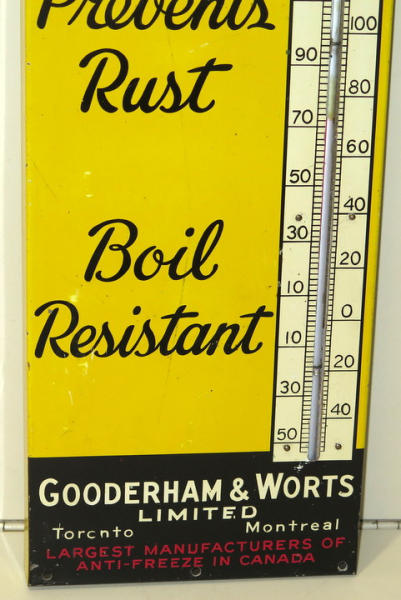 Prevents
Rust
Boil
Resistant
100
90
80
70
60
50
40
30
20
10
0
10
20
30
40
50
GOODERHAM & WORTS
LIMITED
Toronto Montreal
LARGEST MANUFACTURERS OF
ANTI-FREEZE IN CANADA